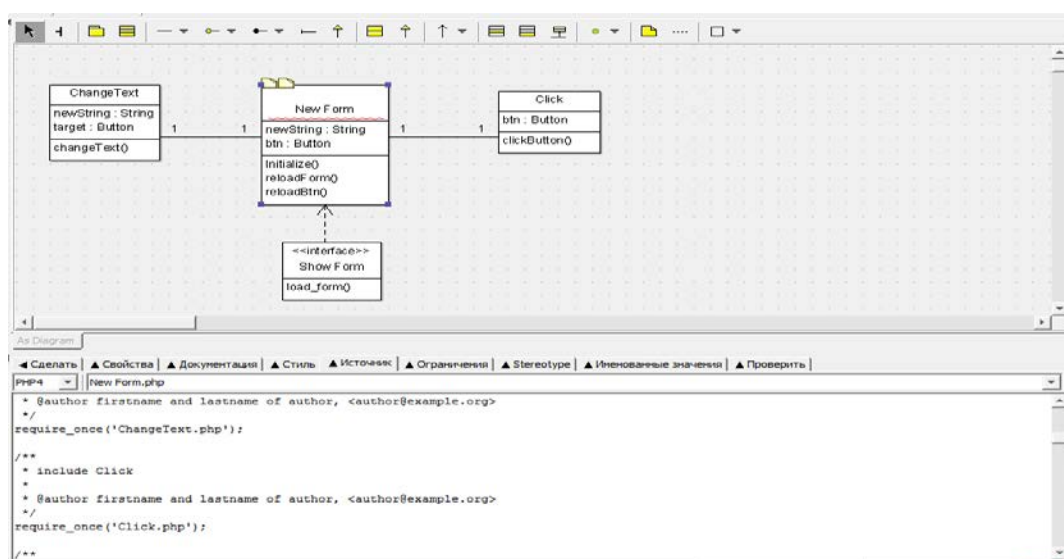 ChangeText
newString : String
target : Button
changeText()
1
1
New Form
newString : String
btn : Button
Initialize()
reloadForm()
reloadBtn()
1
1
Click
btn : Button
clickButton()
<<interface>>
Show Form
load_form()
As Diagram
Сделать
Свойства
Документация
Стиль
Источник
Ограничения
Stereotype
Именованные значения
Проверить
PHP4
New Form.php
* @author firstname and lastname of author, <author@example.org>
*/
require_once('ChangeText.php');
/**
* include Click
*
* @author firstname and lastname of author, <author@example.org>
*/
require_once('Click.php');
/**